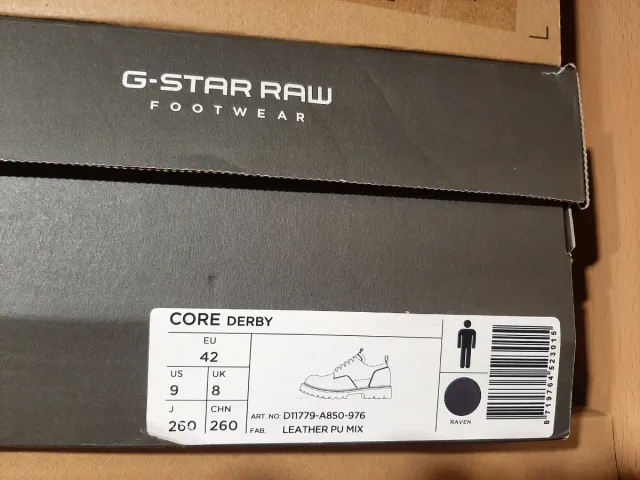 G-STAR RAW
FOOTWEAR
CORE DERBY
EU
42
US
9
UK
8
J
260
CHN
260
ART. NO: D11779-A850-976
FAB. LEATHER PU MIX
RAVEN
8719764523015